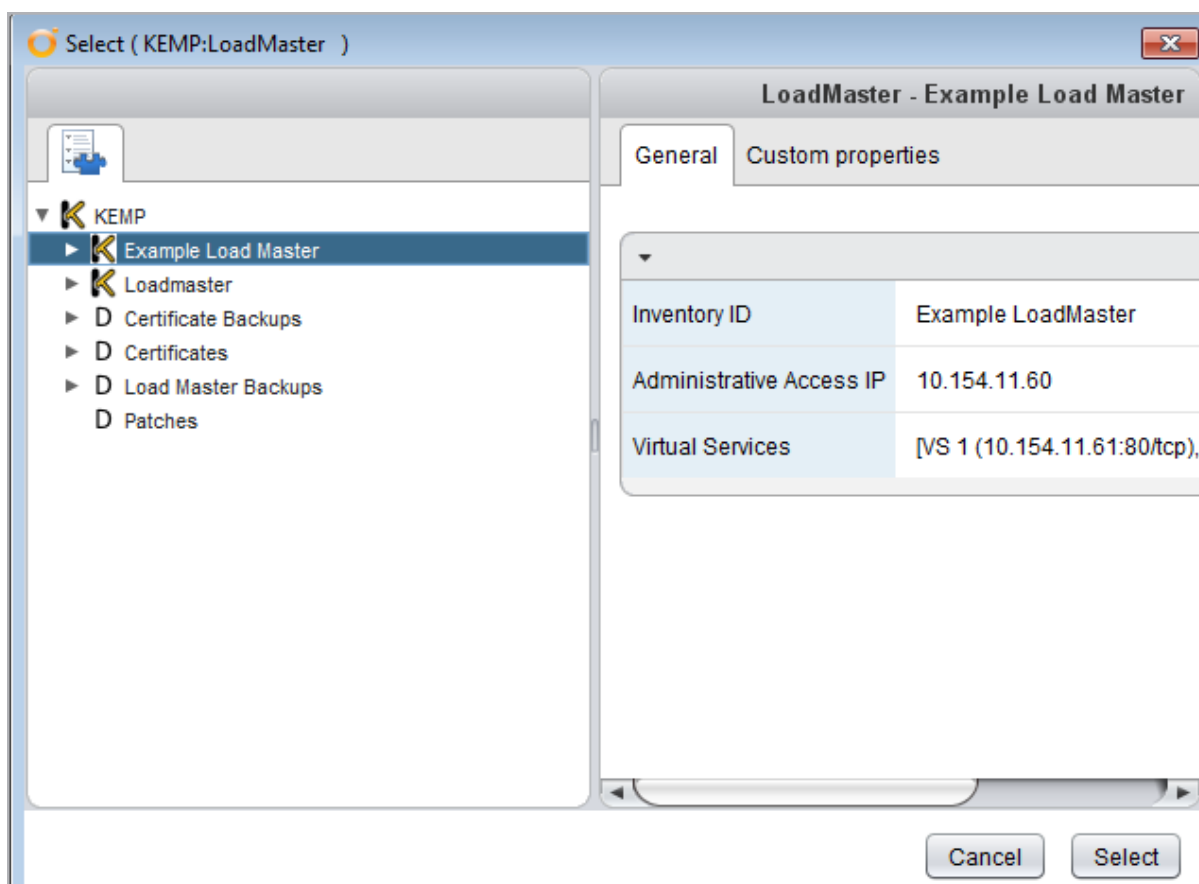 Select ( KEMP:LoadMaster )
LoadMaster - Example Load Master
General
Custom properties
KEMP
Example Load Master
Loadmaster
D Certificate Backups
D Certificates
D Load Master Backups
D Patches
Inventory ID
Example LoadMaster
Administrative Access IP
10.154.11.60
Virtual Services
[VS 1 (10.154.11.61:80/tcp),
Cancel
Select